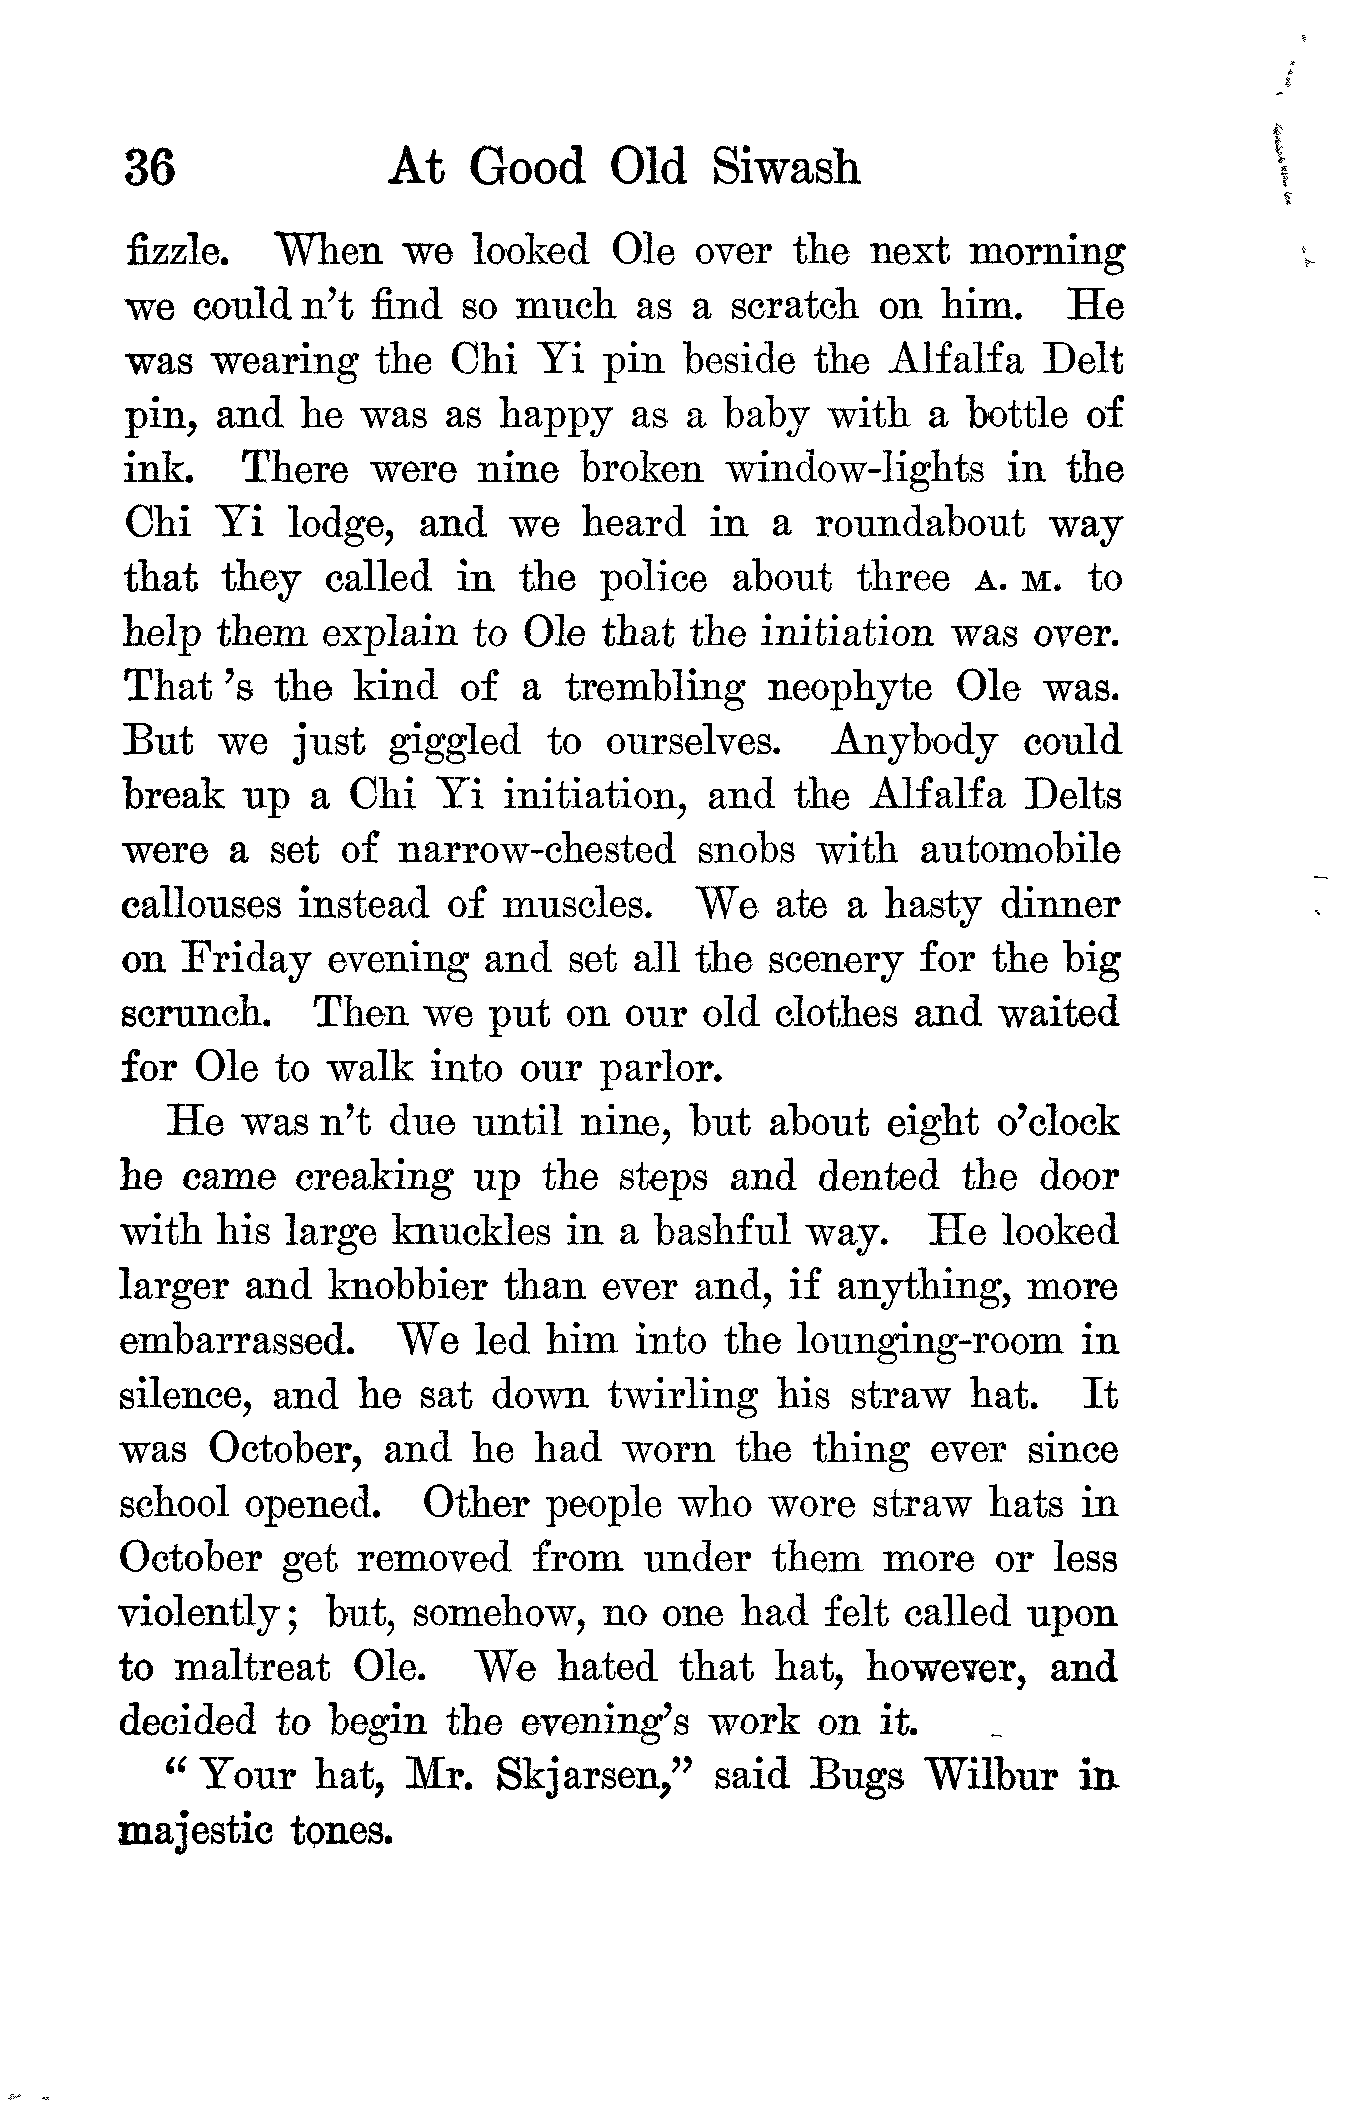 36 At Good Old Siwash
fizzle. When we looked Ole over the next morning
we could n't find so much as a scratch on him. He
was wearing the Chi Yi pin beside the Alfalfa Delt
pin, and he was as happy as a baby with a bottle of
ink. There were nine broken window-lights in the
Chi Yi lodge, and we heard in a roundabout way
that they called in the police about three A. M. to
help them explain to Ole that the initiation was over.
That 's the kind of a trembling neophyte Ole was.
But we just giggled to ourselves. Anybody could
break up a Chi Yi initiation, and the Alfalfa Delts
were a set of narrow-chested snobs with automobile
callouses instead of muscles. We ate a hasty dinner
on Friday evening and set all the scenery for the big
scrunch. Then we put on our old clothes and waited
for Ole to walk into our parlor.
He was n't due until nine, but about eight o'clock
he came creaking up the steps and dented the door
with his large knuckles in a bashful way. He looked
larger and knobbier than ever and, if anything, more
embarrassed. We led him into the lounging-room in
silence, and he sat down twirling his straw hat. It
was October, and he had worn the thing ever since
school opened. Other people who wore straw hats in
October get removed from under them more or less
violently; but, somehow, no one had felt called upon
to maltreat Ole. We hated that hat, however, and
decided to begin the evening's work on it.
" Your hat, Mr. Skjarsen," said Bugs Wilbur in
majestic tones.